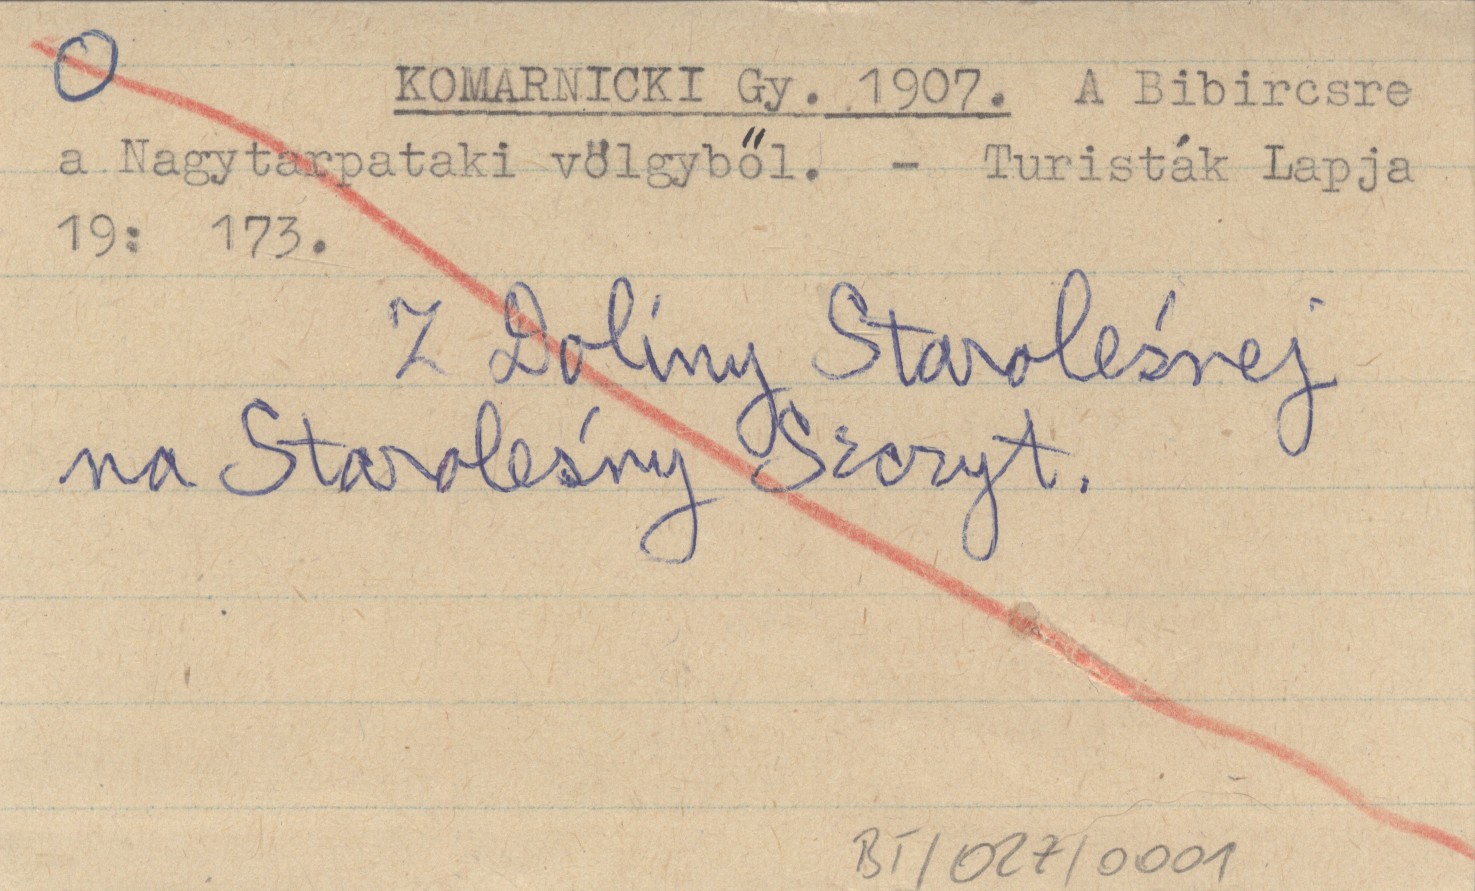 KOMARNICKI Gy. 1907. A Bibircsre
a Nagytarpataki völgyből. - Turisták Lapja
19: 173.
Z Doliny Staroleśnej
na Staroleśny Szczyt.
BT/027/0001